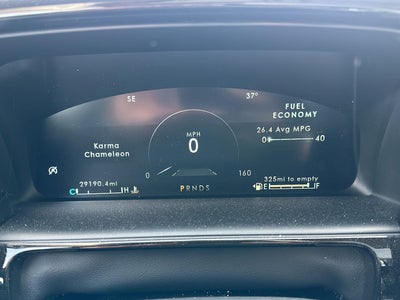 SE
37°
FUEL
ECONOMY
26.4 Avg MPG
0
40
Karma
Chameleon
MPH
0
0
160
29190.4mi
H
PRNDS
325mi to empty
E
F